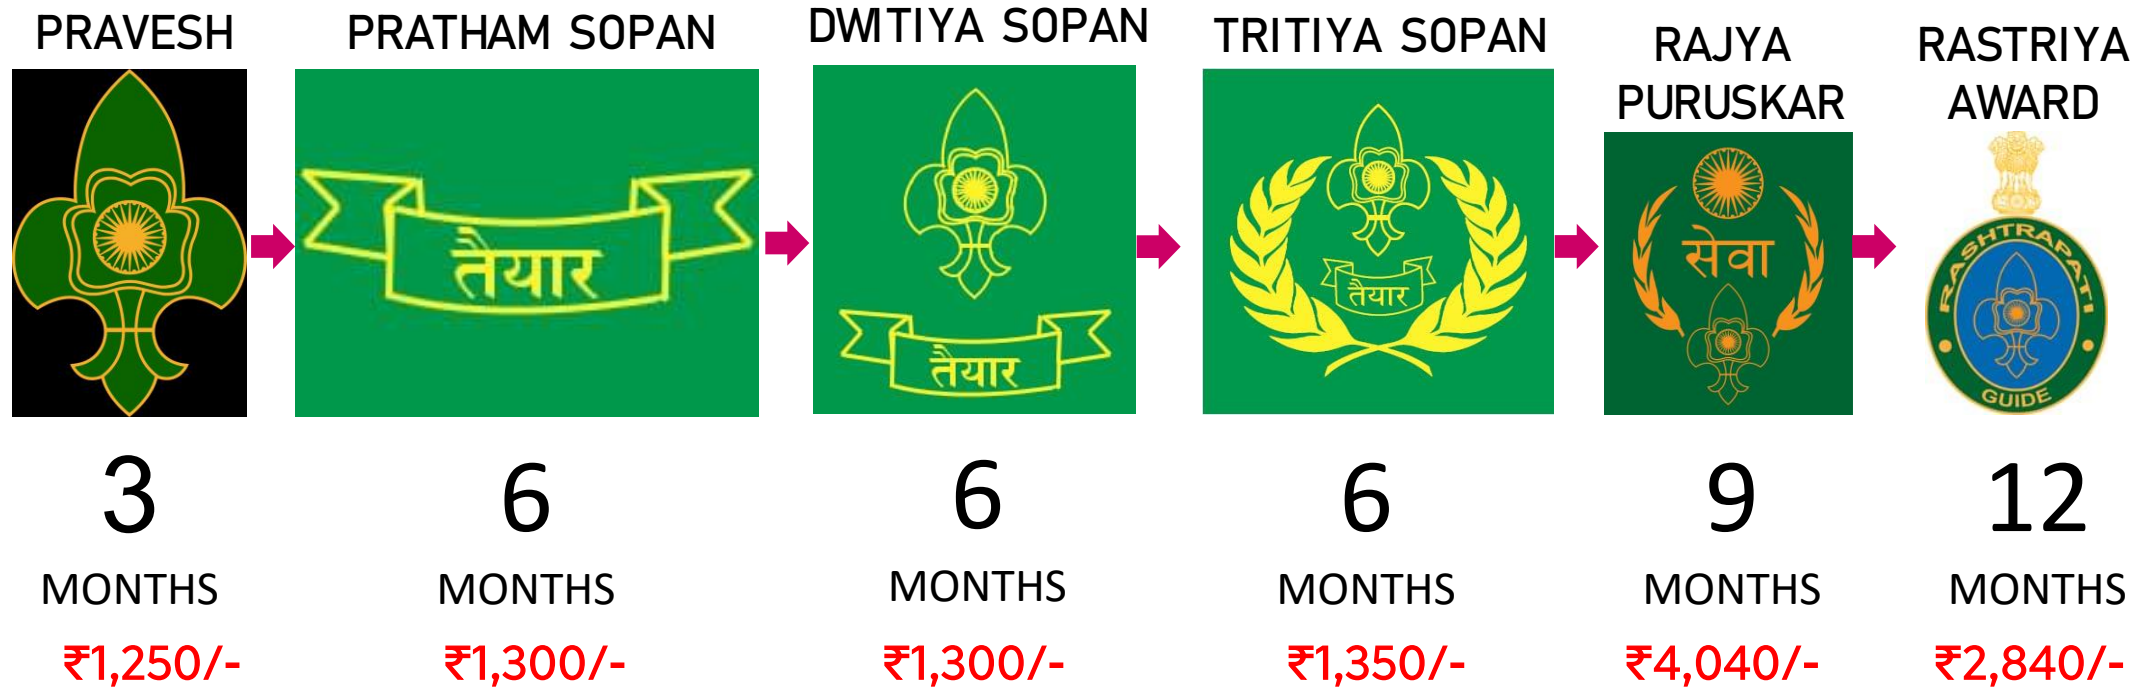 PRAVESH
PRATHAM SOPAN
DWITIYA SOPAN
TRITIYA SOPAN
RAJYA
PURUSKAR
RASTRIYA
AWARD
तैयार
तैयार
तैयार
सेवा
RASHTRAPATI
GUIDE
3
6
6
6
9
12
MONTHS
MONTHS
MONTHS
MONTHS
MONTHS
MONTHS
₹1,250/-
₹1,300/-
₹1,300/-
₹1,350/-
₹4,040/-
₹2,840/-